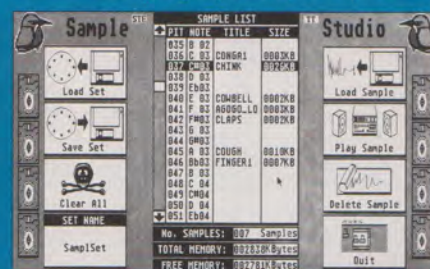 Sample
STE
SAMPLE LIST
TT
Studio
PIT NOTE TITLE SIZE
035 B 02
036 C 03 CONGA1 0003KB
037 C#03 CHINK 0025KB
038 D 03
039 Eb03
040 E 03 COWBELL 0002KB
041 F 03 AGOGO_LO 0003KB
042 F#03 CLAPS 0002KB
043 G 03
044 G#03
045 A 03 COUGH 0010KB
046 Bb03 FINGER1 0007KB
047 B 03
048 C 04
049 C#04
050 D 04
051 Eb04
Load Set
Save Set
Clear All
SET NAME
SamplSet
Load Sample
Play Sample
Delete Sample
Quit
No. SAMPLES: 007 Samples
TOTAL MEMORY: 002838KBytes
FREE MEMORY: 002781KBytes